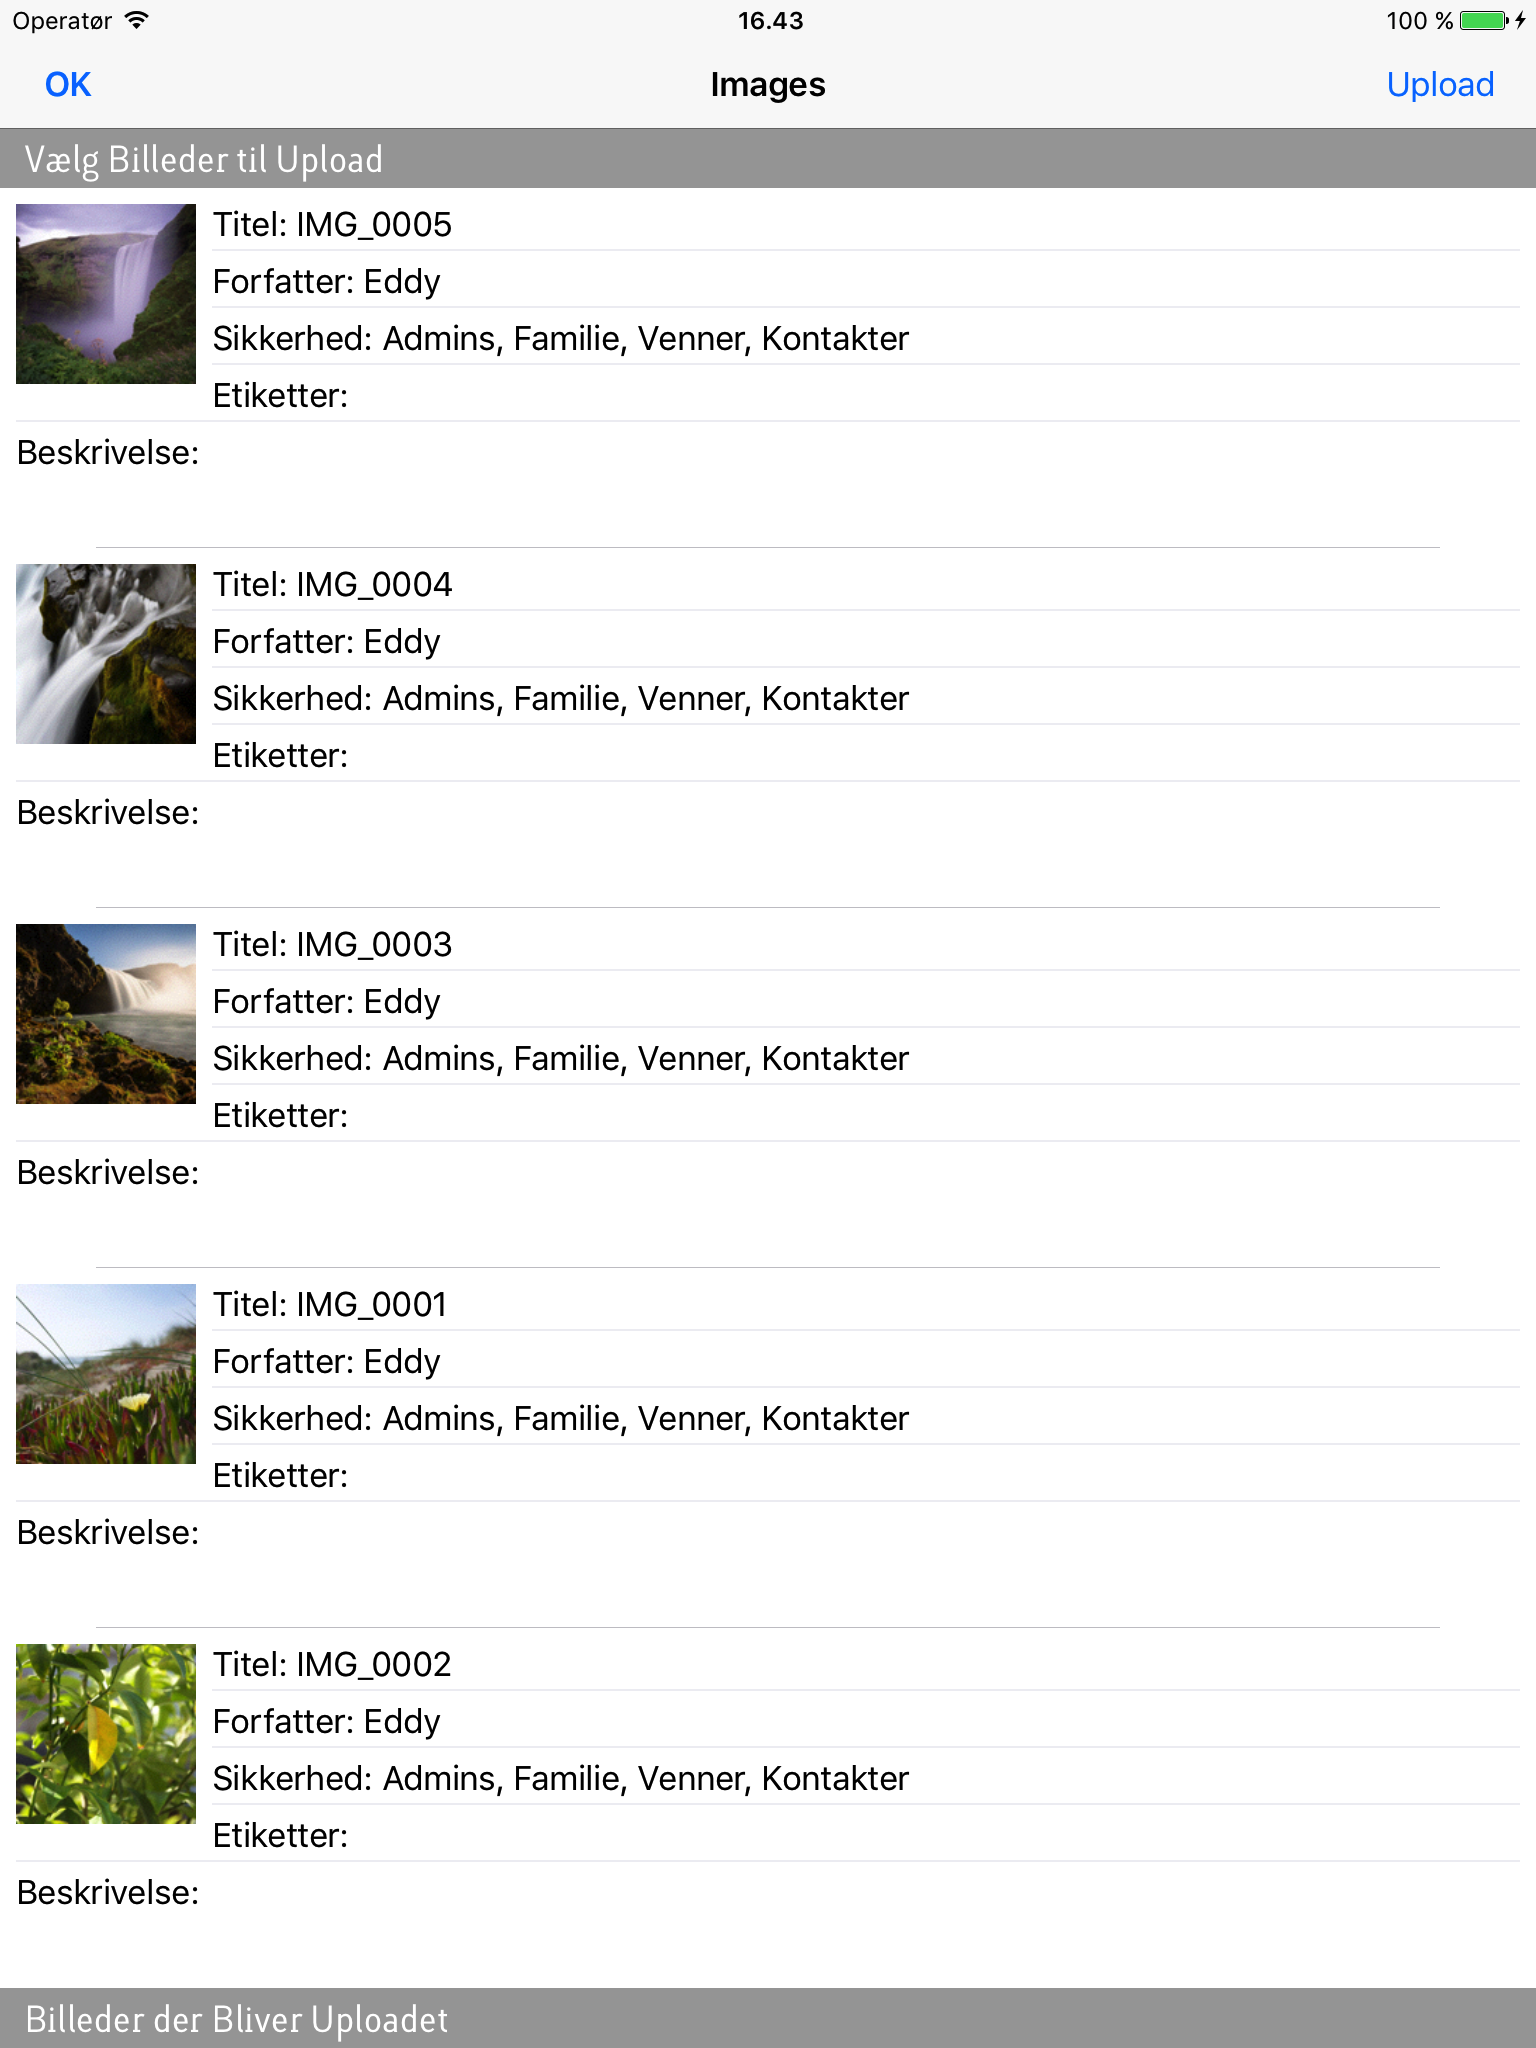 Operatør 16.43 100 %
OK Images Upload
Vælg Billeder til Upload
Titel: IMG_0005
Forfatter: Eddy
Sikkerhed: Admins, Familie, Venner, Kontakter
Etiketter:
Beskrivelse:
Titel: IMG_0004
Forfatter: Eddy
Sikkerhed: Admins, Familie, Venner, Kontakter
Etiketter:
Beskrivelse:
Titel: IMG_0003
Forfatter: Eddy
Sikkerhed: Admins, Familie, Venner, Kontakter
Etiketter:
Beskrivelse:
Titel: IMG_0001
Forfatter: Eddy
Sikkerhed: Admins, Familie, Venner, Kontakter
Etiketter:
Beskrivelse:
Titel: IMG_0002
Forfatter: Eddy
Sikkerhed: Admins, Familie, Venner, Kontakter
Etiketter:
Beskrivelse:
Billeder der Bliver Uploadet